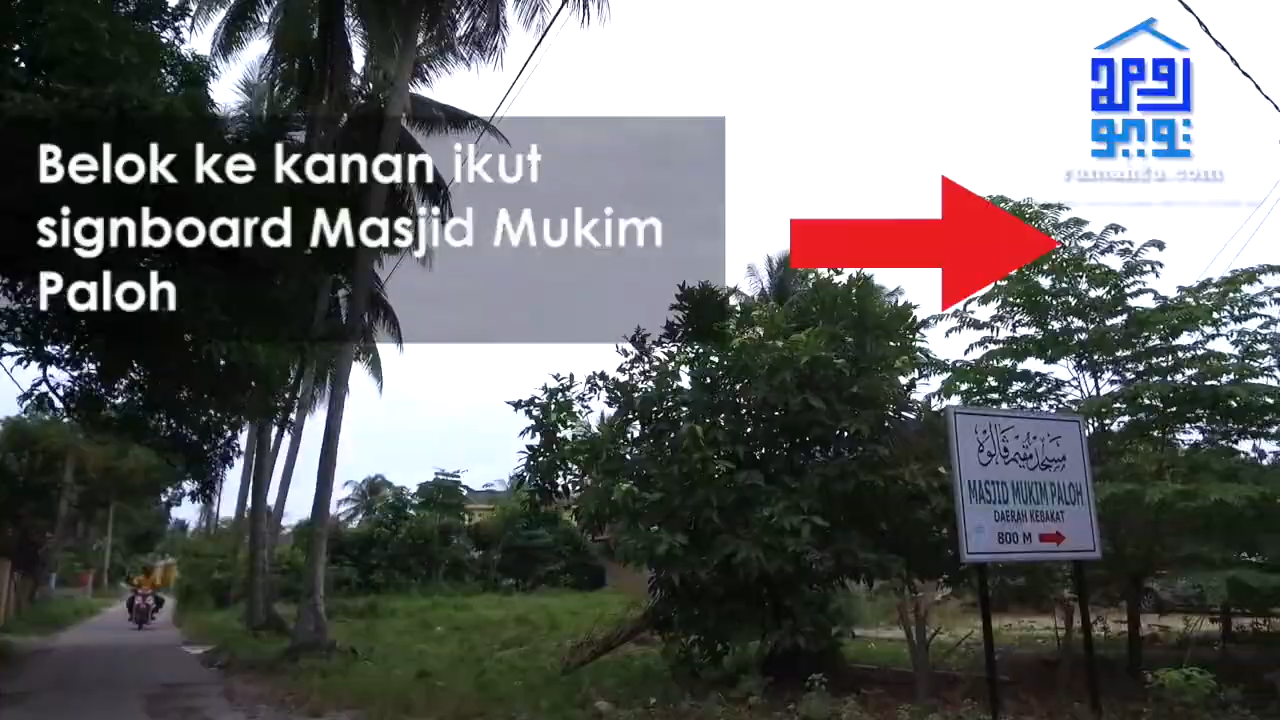 Belok ke kanan ikut
signboard Masjid Mukim
Paloh
مسجد مقيم ڤالوه
MASJID MUKIM PALOH
DAERAH KEBAKAT
800 M